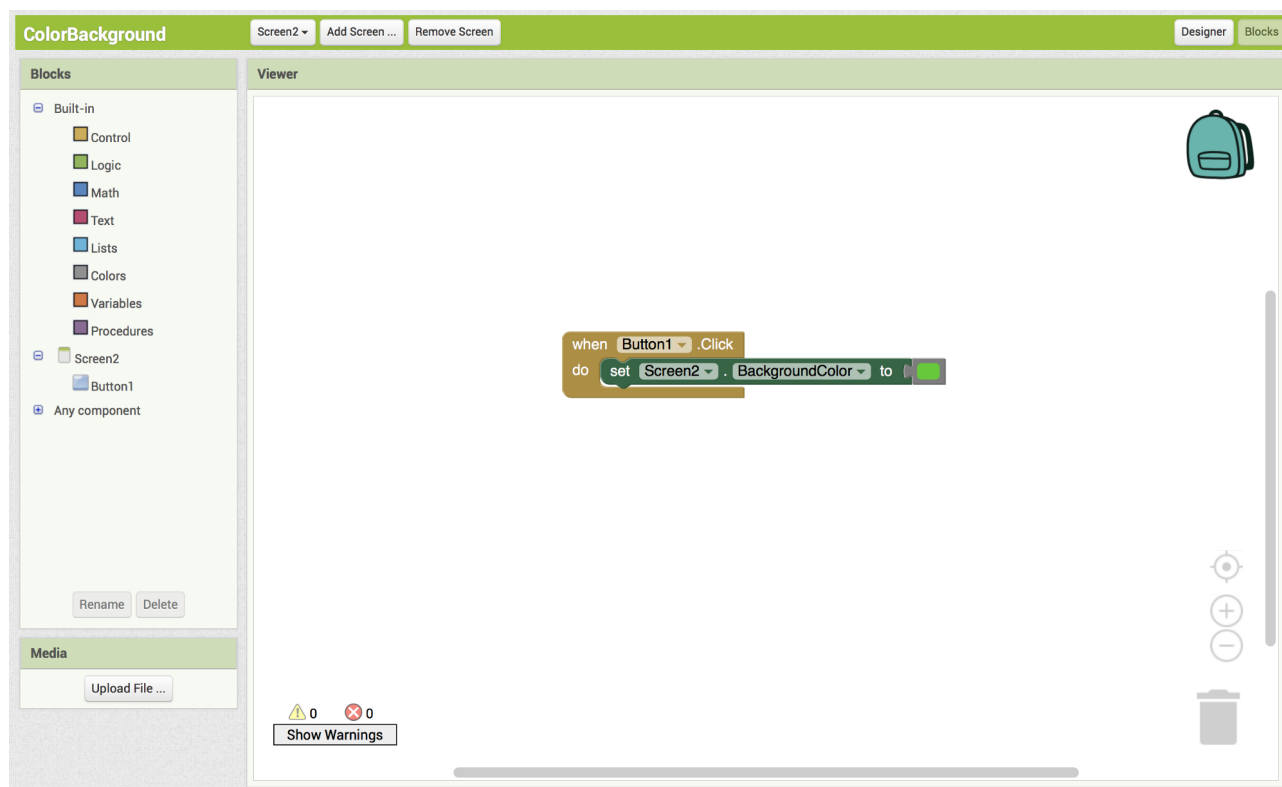 ColorBackground Screen2 Add Screen ... Remove Screen Designer Blocks
Blocks
Built-in
Control
Logic
Math
Text
Lists
Colors
Variables
Procedures
Screen2
Button1
Any component
Rename Delete
Media
Upload File ...
Viewer
when Button1 .Click
do set Screen2 . BackgroundColor to
0 0
Show Warnings